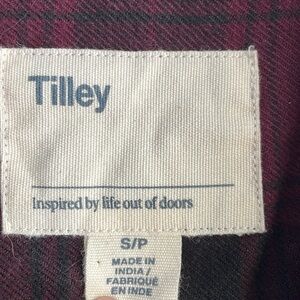 Tilley
Inspired by life out of doors
S/P
MADE IN
INDIA /
FABRIQUÉ
EN INDE